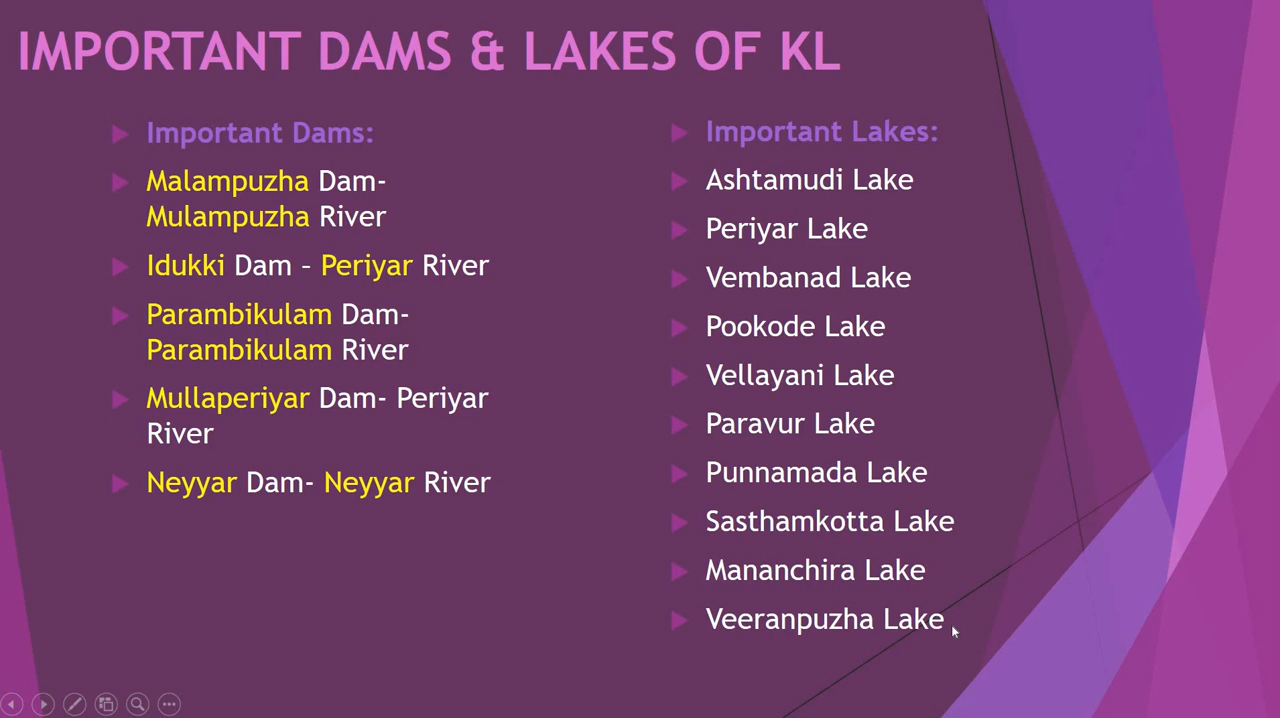 IMPORTANT DAMS & LAKES OF KL
Important Dams:
Malampuzha Dam-
Mulampuzha River
Idukki Dam – Periyar River
Parambikulam Dam-
Parambikulam River
Mullaperiyar Dam- Periyar
River
Neyyar Dam- Neyyar River
Important Lakes:
Ashtamudi Lake
Periyar Lake
Vembanad Lake
Pookode Lake
Vellayani Lake
Paravur Lake
Punnamada Lake
Sasthamkotta Lake
Mananchira Lake
Veeranpuzha Lake